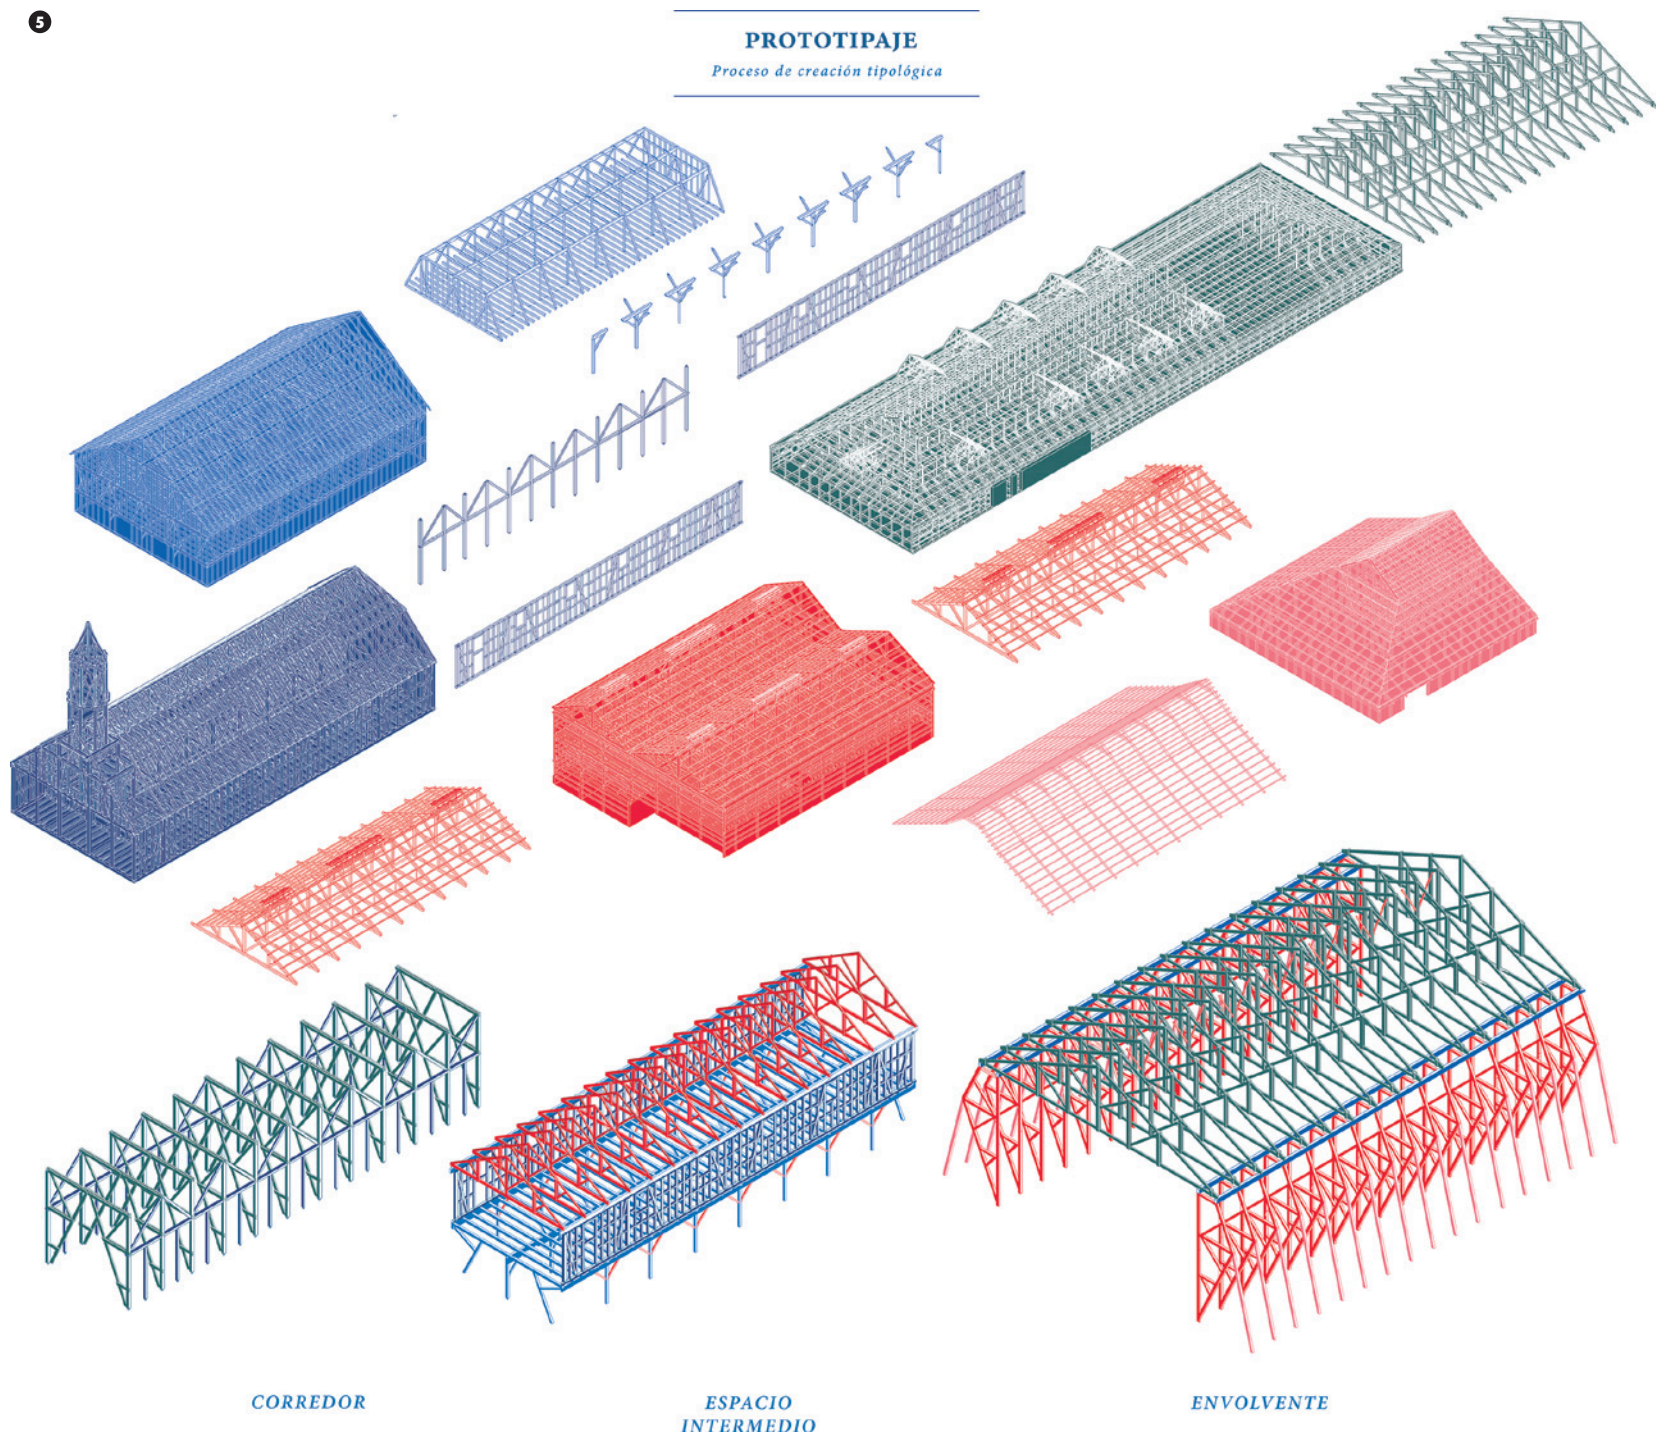 5
PROTOTIPAJE
Proceso de creación tipológica
CORREDOR
ESPACIO
INTERMEDIO
ENVOLVENTE